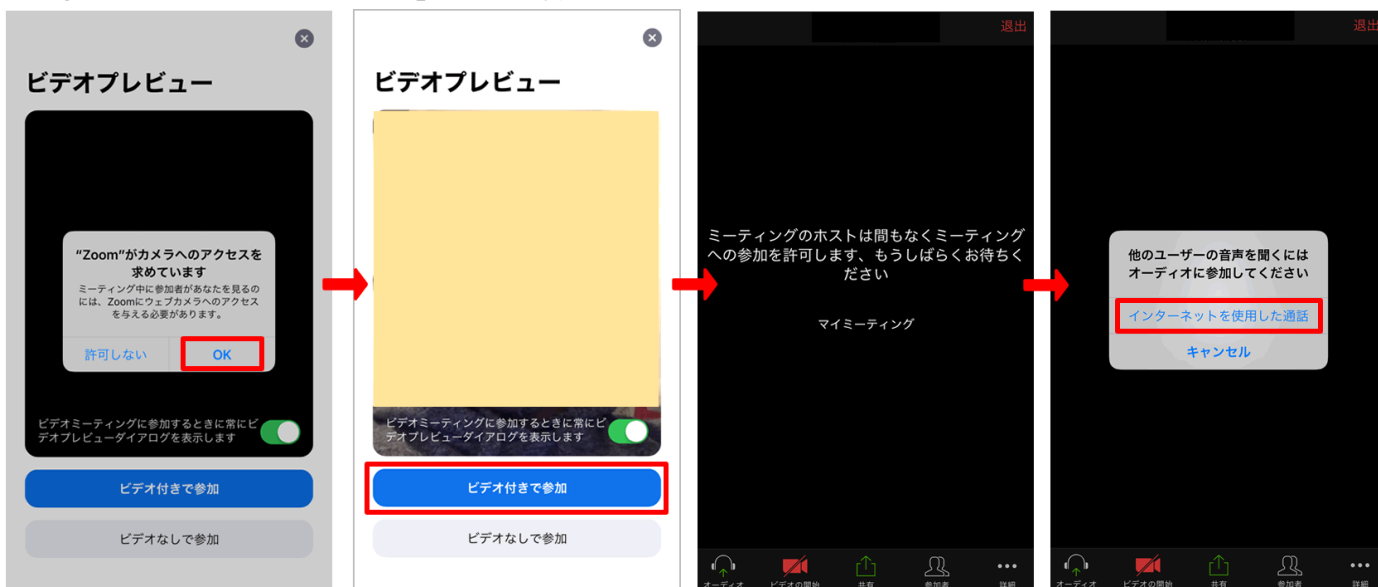 ビデオプレビュー
“Zoom”がカメラへのアクセスを
求めています
ミーティング中に参加者があなたを見るの
には、Zoomにウェブカメラへのアクセス
を与える必要があります。
許可しない
OK
ビデオミーティングに参加するときに常にビ
デオプレビューダイアログを表示します
ビデオ付きで参加
ビデオなしで参加
ビデオプレビュー
ビデオミーティングに参加するときに常にビ
デオプレビューダイアログを表示します
ビデオ付きで参加
ビデオなしで参加
退出
ミーティングのホストは間もなくミーティング
への参加を許可します、もうしばらくお待ちく
ださい
マイミーティング
オーディオ
ビデオの開始
共有
参加者
詳細
退出
他のユーザーの音声を聞くには
オーディオに参加してください
インターネットを使用した通話
キャンセル
オーディオ
ビデオの開始
共有
参加者
詳細